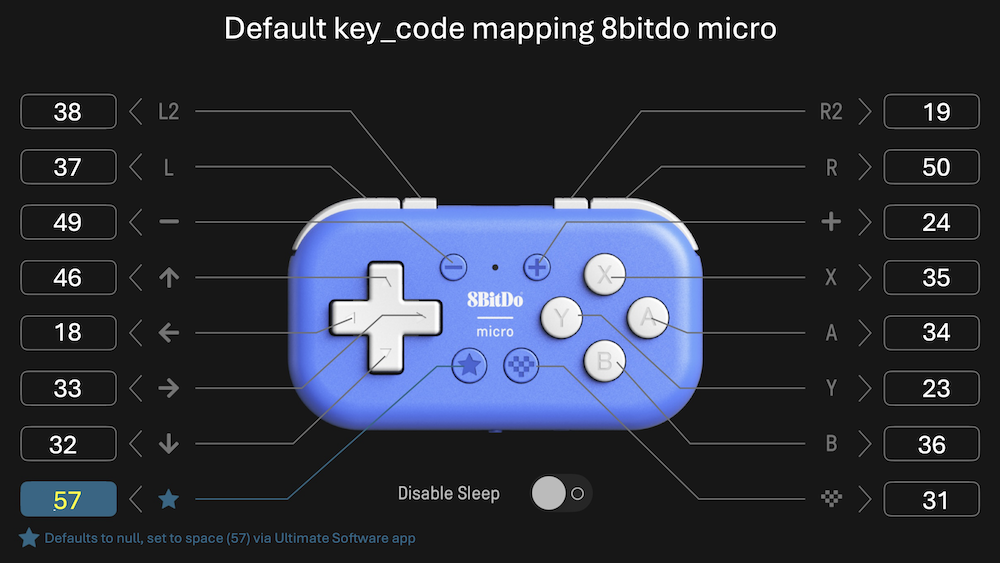 Default key_code mapping 8bitdo micro
38 L2 R2 19
37 L R 50
49 − + 24
46 ↑ X X 35
18 ← Y A A 34
8BitDo
micro
33 → Y 23
B
32 ↓ B 36
Disable Sleep
57 31
Defaults to null, set to space (57) via Ultimate Software app